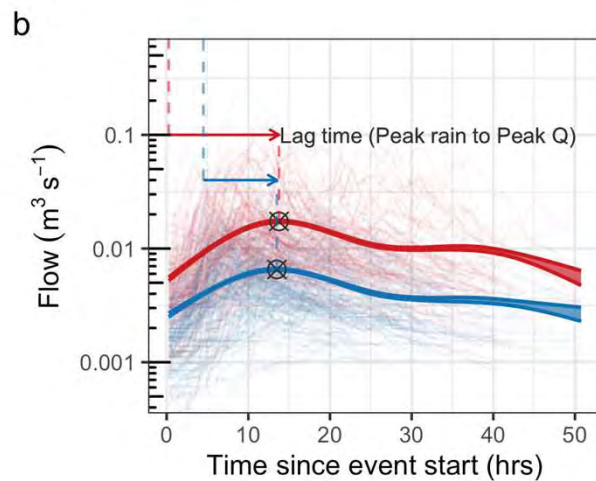 b
Flow (m³ s⁻¹)
0.1
0.01
0.001
Lag time (Peak rain to Peak Q)
0 10 20 30 40 50
Time since event start (hrs)